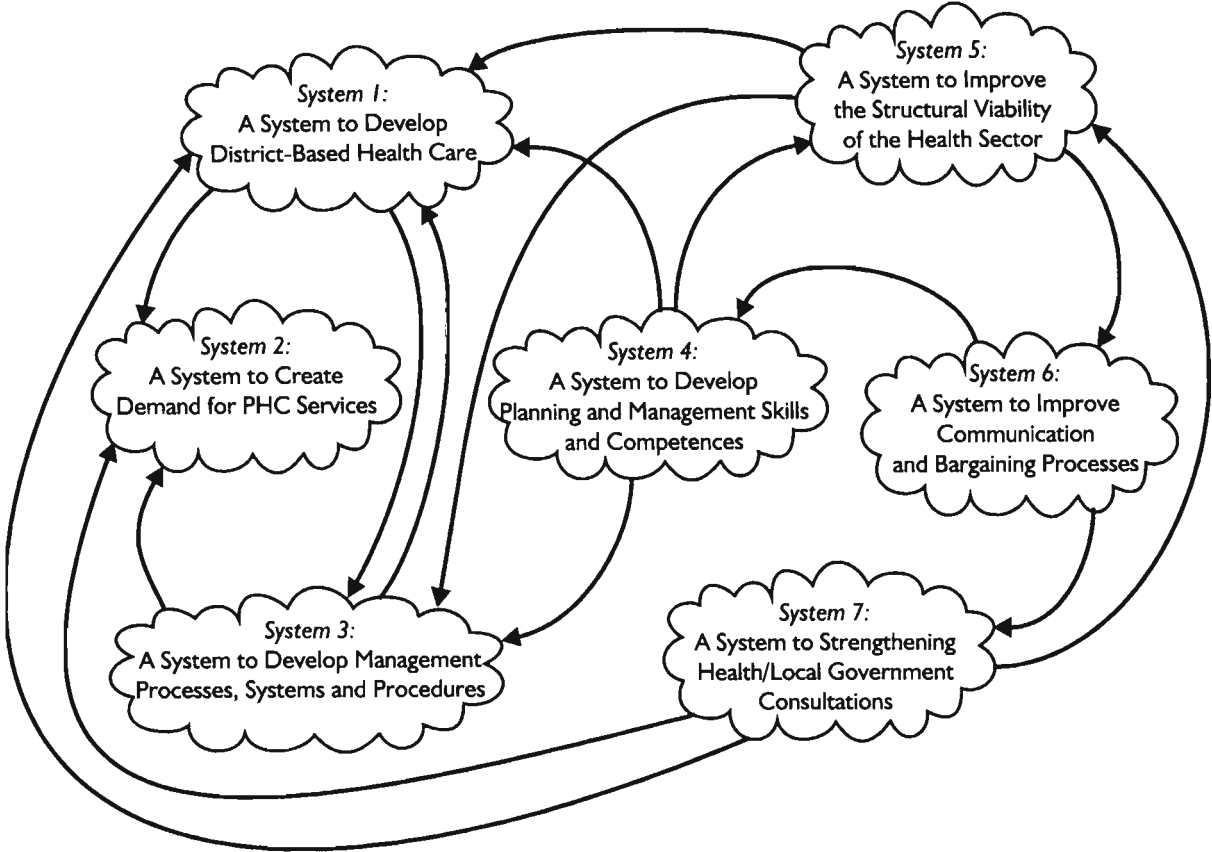 System 1:
A System to Develop
District-Based Health Care
System 5:
A System to Improve
the Structural Viability
of the Health Sector
System 2:
A System to Create
Demand for PHC Services
System 4:
A System to Develop
Planning and Management Skills
and Competences
System 6:
A System to Improve
Communication
and Bargaining Processes
System 3:
A System to Develop Management
Processes, Systems and Procedures
System 7:
A System to Strengthening
Health/Local Government
Consultations